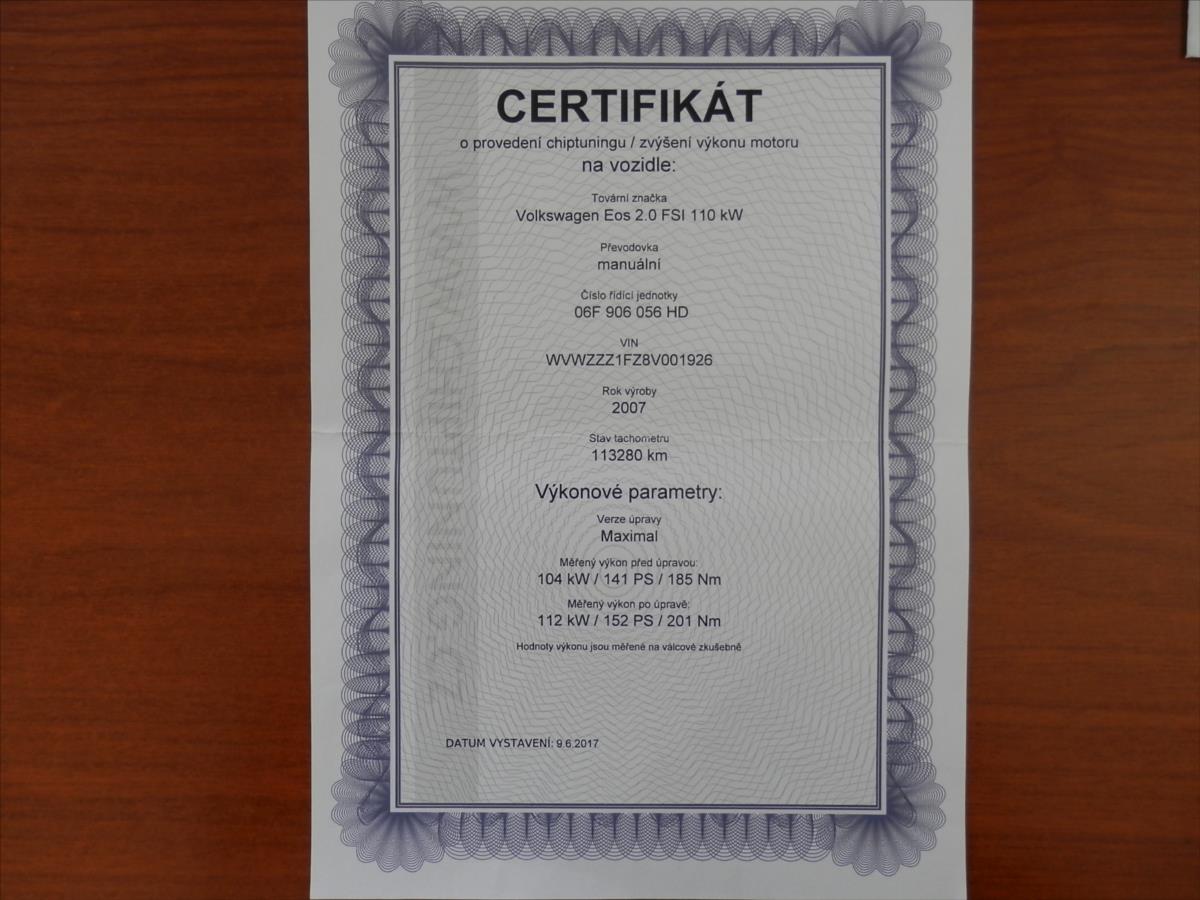 CERTIFIKÁT
o provedení chiptuningu / zvýšení výkonu motoru
na vozidle:
Tovární značka
Volkswagen Eos 2.0 FSI 110 kW
Převodovka
manuální
Číslo řídící jednotky
06F 906 056 HD
VIN
WVWZZZ1FZ8V001926
Rok výroby
2007
Stav tachometru
113280 km
Výkonové parametry:
Verze úpravy
Maximal
Měřený výkon před úpravou:
104 kW / 141 PS / 185 Nm
Měřený výkon po úpravě:
112 kW / 152 PS / 201 Nm
Hodnoty výkonu jsou měřené na válcové zkušebně
DATUM VYSTAVENÍ: 9.6.2017